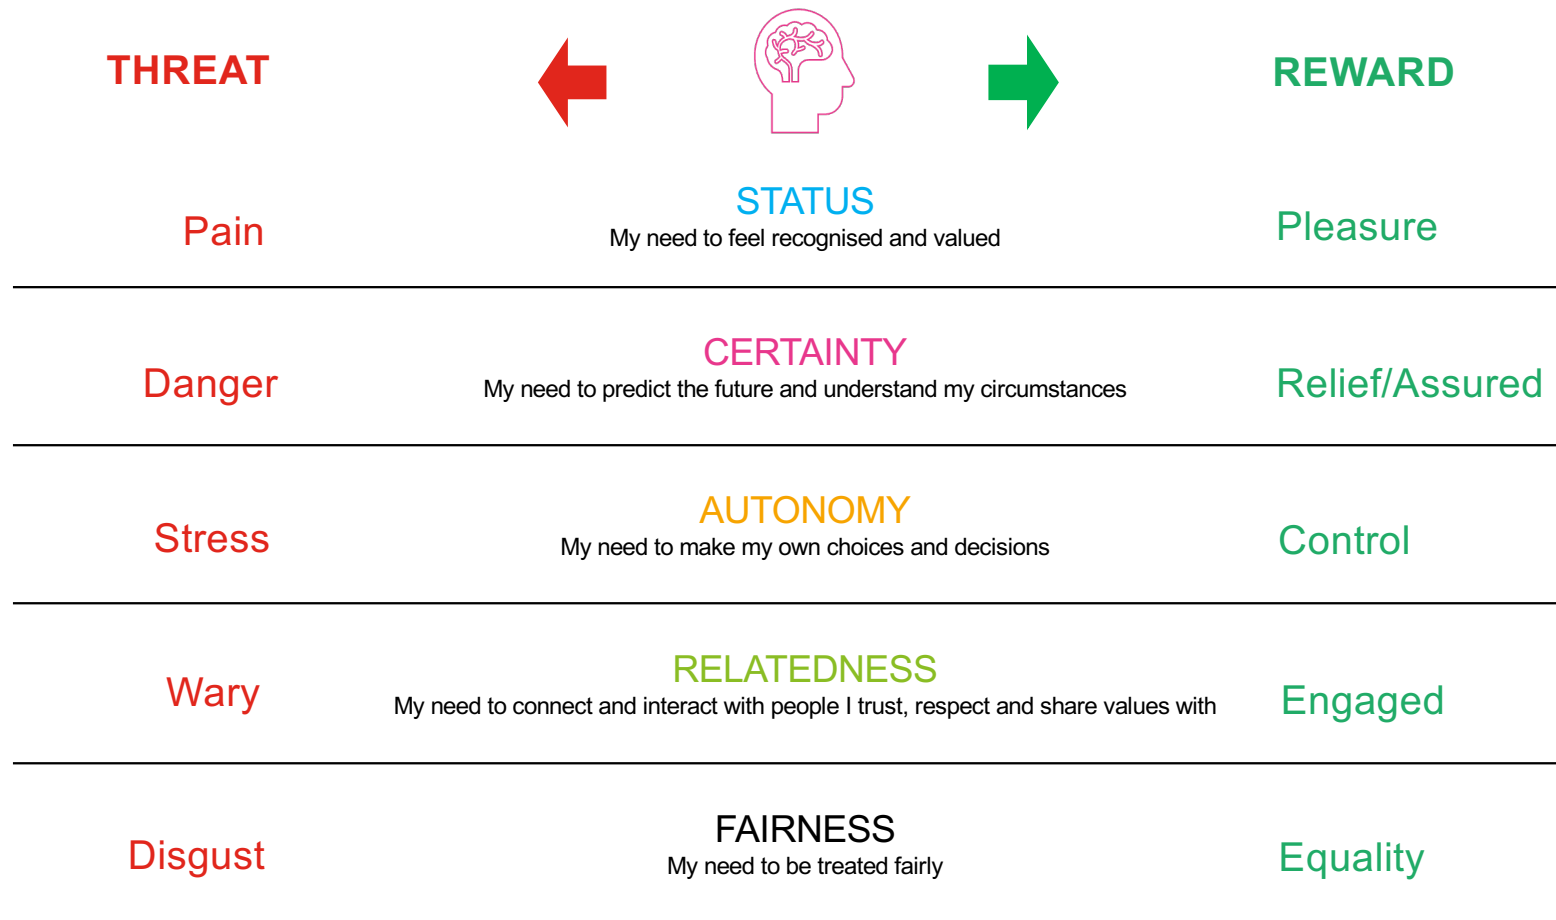 THREAT
REWARD
STATUS
Pain
My need to feel recognised and valued
Pleasure
CERTAINTY
Danger
My need to predict the future and understand my circumstances
Relief/Assured
AUTONOMY
Stress
My need to make my own choices and decisions
Control
RELATEDNESS
Wary
My need to connect and interact with people I trust, respect and share values with
Engaged
FAIRNESS
Disgust
My need to be treated fairly
Equality